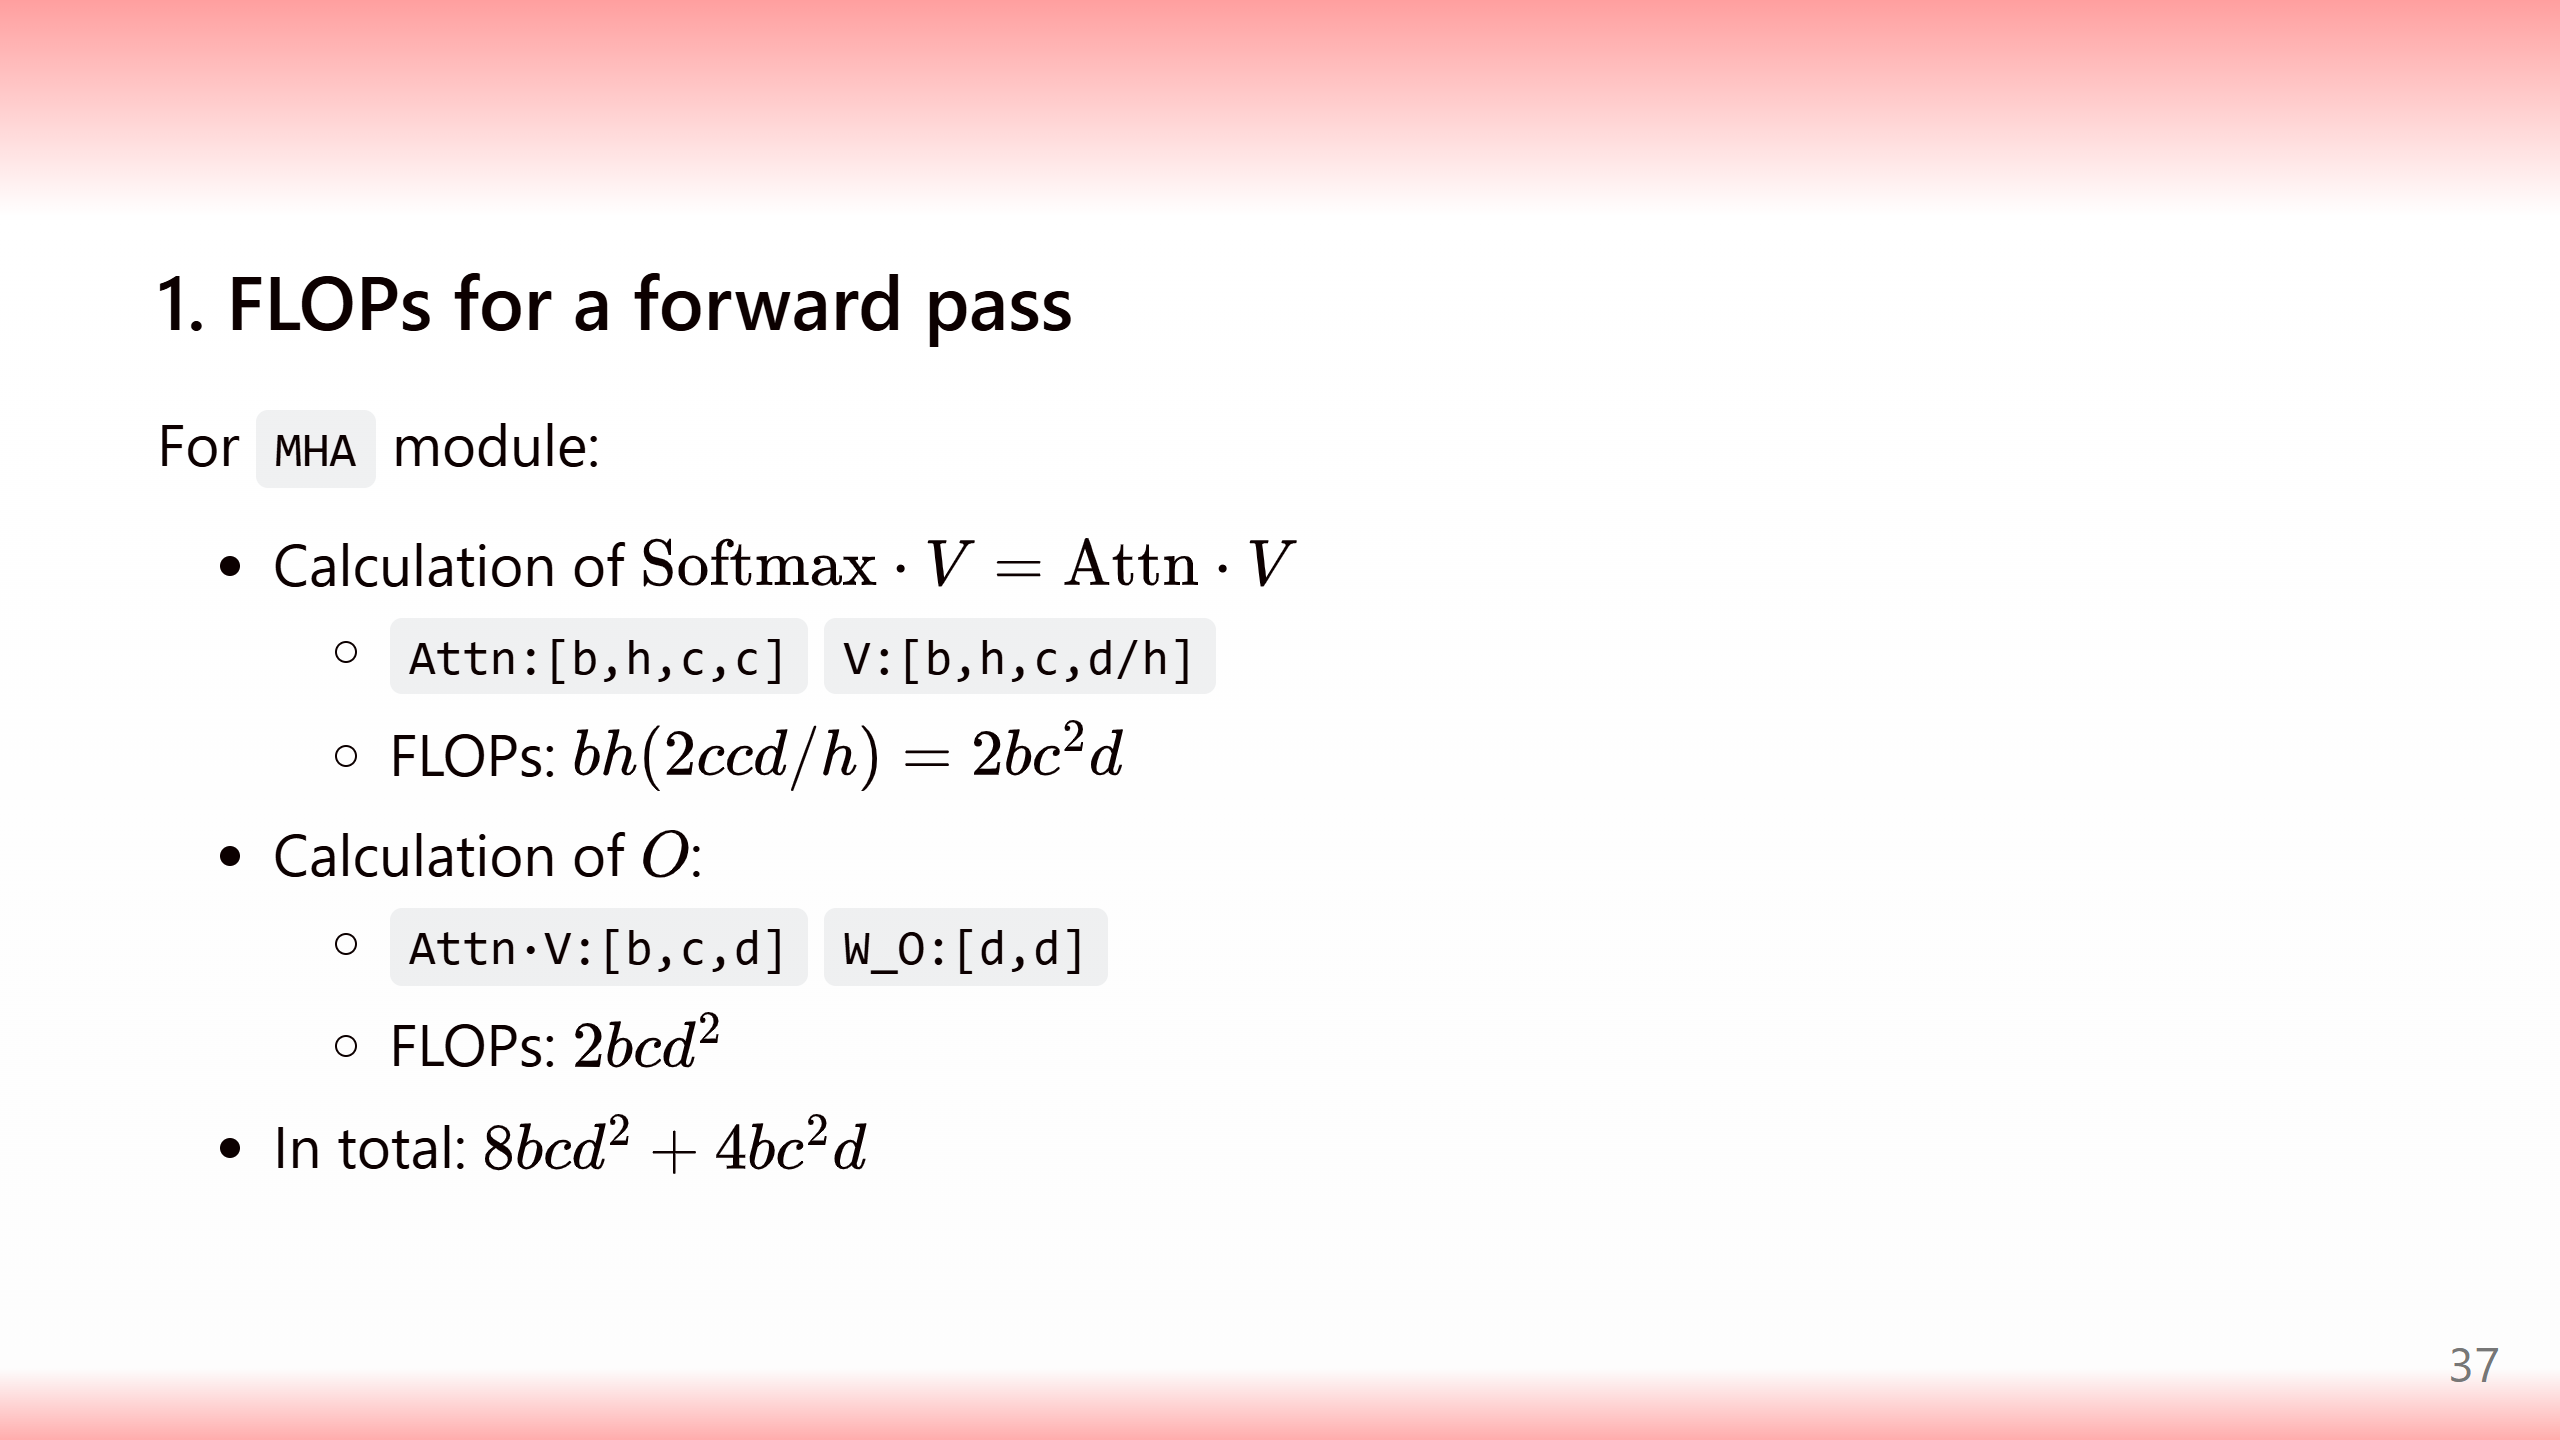 1. FLOPs for a forward pass
For MHA module:
• Calculation of Softmax · V = Attn · V
○ Attn:[b,h,c,c] V:[b,h,c,d/h]
○ FLOPs: bh(2ccd/h) = 2bc²d
• Calculation of O:
○ Attn·V:[b,c,d] W_O:[d,d]
○ FLOPs: 2bcd²
• In total: 8bcd² + 4bc²d
37